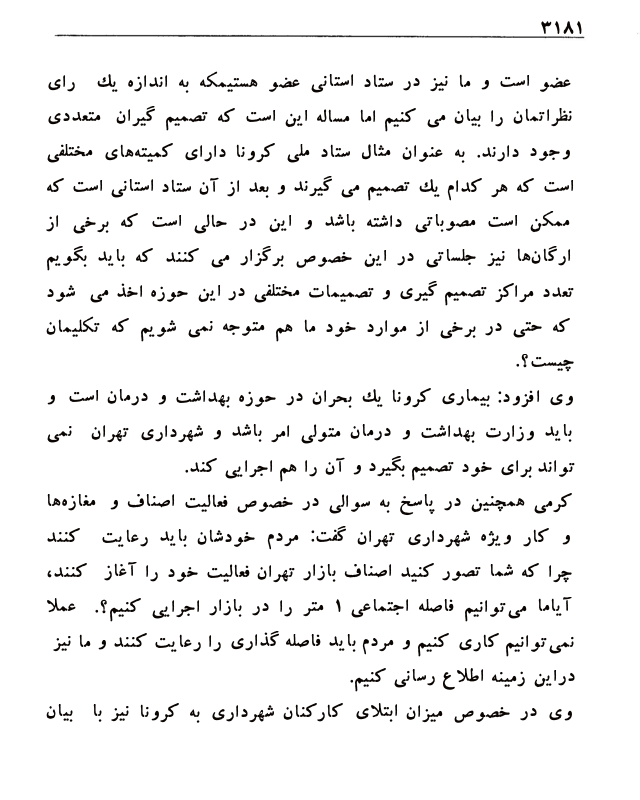 ۳۱۸۱
عضو است و ما نیز در ستاد استانی عضو هستیمکه به اندازه یك رای
نظراتمان را بیان می کنیم اما مساله این است که تصمیم گیران متعددی
وجود دارند. به عنوان مثال ستاد ملی کرونا دارای کمیته‌های مختلفی
است که هر کدام یك تصمیم می گیرند و بعد از آن ستاد استانی است که
ممکن است مصوباتی داشته باشد و این در حالی است که برخی از
ارگان‌ها نیز جلساتی در این خصوص برگزار می کنند که باید بگویم
تعدد مراکز تصمیم گیری و تصمیمات مختلفی در این حوزه اخذ می شود
که حتی در برخی از موارد خود ما هم متوجه نمی شویم که تکلیمان
چیست؟.
وی افزود: بیماری کرونا یك بحران در حوزه بهداشت و درمان است و
باید وزارت بهداشت و درمان متولی امر باشد و شهرداری تهران نمی
تواند برای خود تصمیم بگیرد و آن را هم اجرایی کند.
کرمی همچنین در پاسخ به سوالی در خصوص فعالیت اصناف و مغازه‌ها
و کار ویژه شهرداری تهران گفت: مردم خودشان باید رعایت کنند
چرا که شما تصور کنید اصناف بازار تهران فعالیت خود را آغاز کنند،
آیاما می‌توانیم فاصله اجتماعی ۱ متر را در بازار اجرایی کنیم؟. عملا
نمی‌توانیم کاری کنیم و مردم باید فاصله گذاری را رعایت کنند و ما نیز
دراین زمینه اطلاع رسانی کنیم.
وی در خصوص میزان ابتلای کارکنان شهرداری به کرونا نیز با بیان